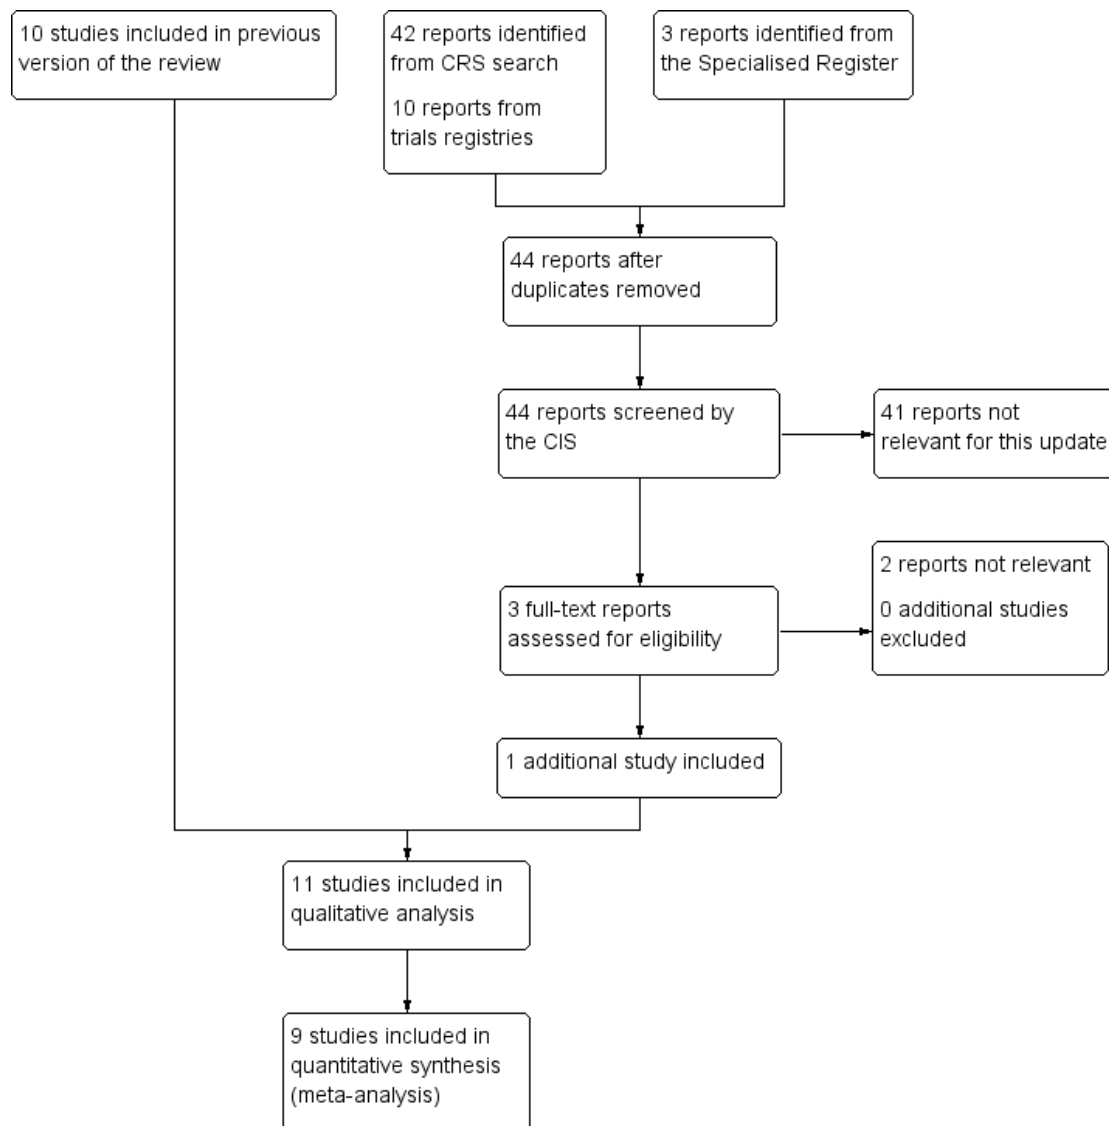 10 studies included in previous
version of the review
42 reports identified
from CRS search
10 reports from
trials registries
3 reports identified from
the Specialised Register
44 reports after
duplicates removed
44 reports screened by
the CIS
41 reports not
relevant for this update
3 full-text reports
assessed for eligibility
2 reports not relevant
0 additional studies
excluded
1 additional study included
11 studies included in
qualitative analysis
9 studies included in
quantitative synthesis
(meta-analysis)